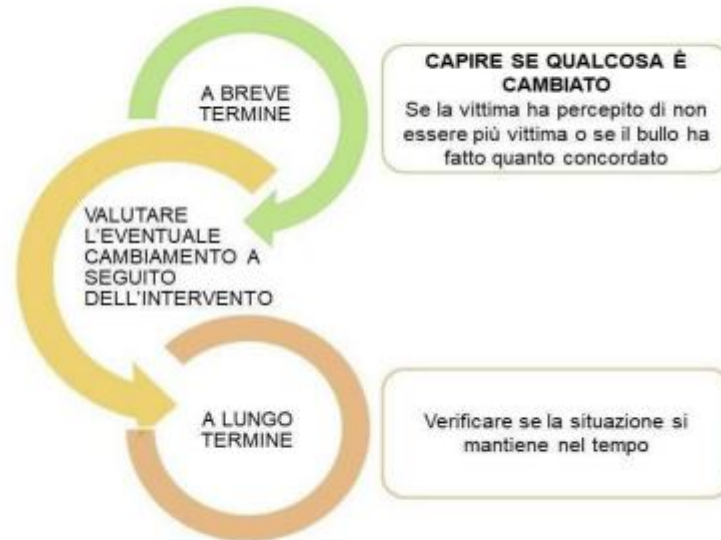 A BREVE
TERMINE
CAPIRE SE QUALCOSA È
CAMBIATO
Se la vittima ha percepito di non
essere più vittima o se il bullo ha
fatto quanto concordato
VALUTARE
L'EVENTUALE
CAMBIAMENTO A
SEGUITO
DELL'INTERVENTO
A LUNGO
TERMINE
Verificare se la situazione si
mantiene nel tempo